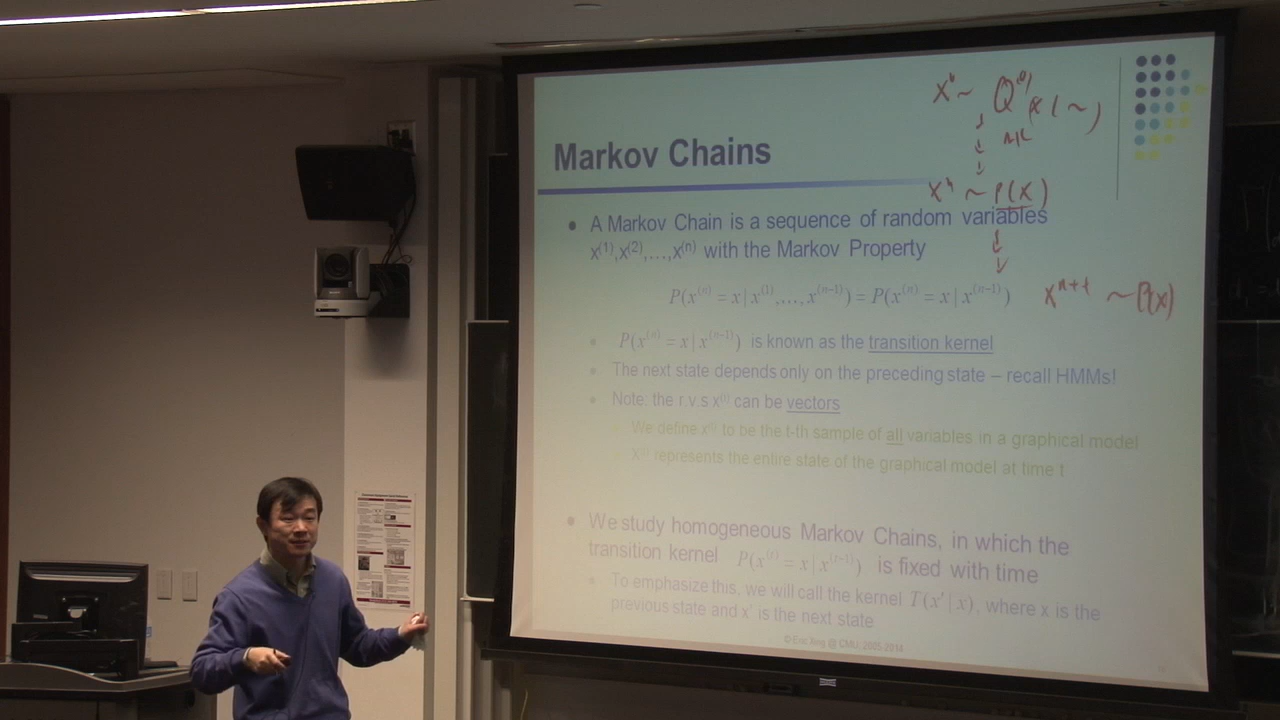 Markov Chains
A Markov Chain is a sequence of random variables
x⁽¹⁾,x⁽²⁾,…,x⁽ⁿ⁾ with the Markov Property
P(x⁽ⁿ⁾ = x | x⁽¹⁾,…,x⁽ⁿ⁻¹⁾) = P(x⁽ⁿ⁾ = x | x⁽ⁿ⁻¹⁾)
P(x⁽ⁿ⁾ = x | x⁽ⁿ⁻¹⁾) is known as the transition kernel
The next state depends only on the preceding state – recall HMMs!
Note: the r.v.s x⁽ⁱ⁾ can be vectors
We define x⁽ᵗ⁾ to be the t-th sample of all variables in a graphical model
X⁽ᵗ⁾ represents the entire state of the graphical model at time t
We study homogeneous Markov Chains, in which the
transition kernel P(x⁽ᵗ⁾ = x | x⁽ᵗ⁻¹⁾) is fixed with time
To emphasize this, we will call the kernel T(x' | x), where x is the
previous state and x' is the next state
© Eric Xing @ CMU, 2005-2014
xⁿ ~ P(x)
xⁿ⁺ᵗ ~ P(x)